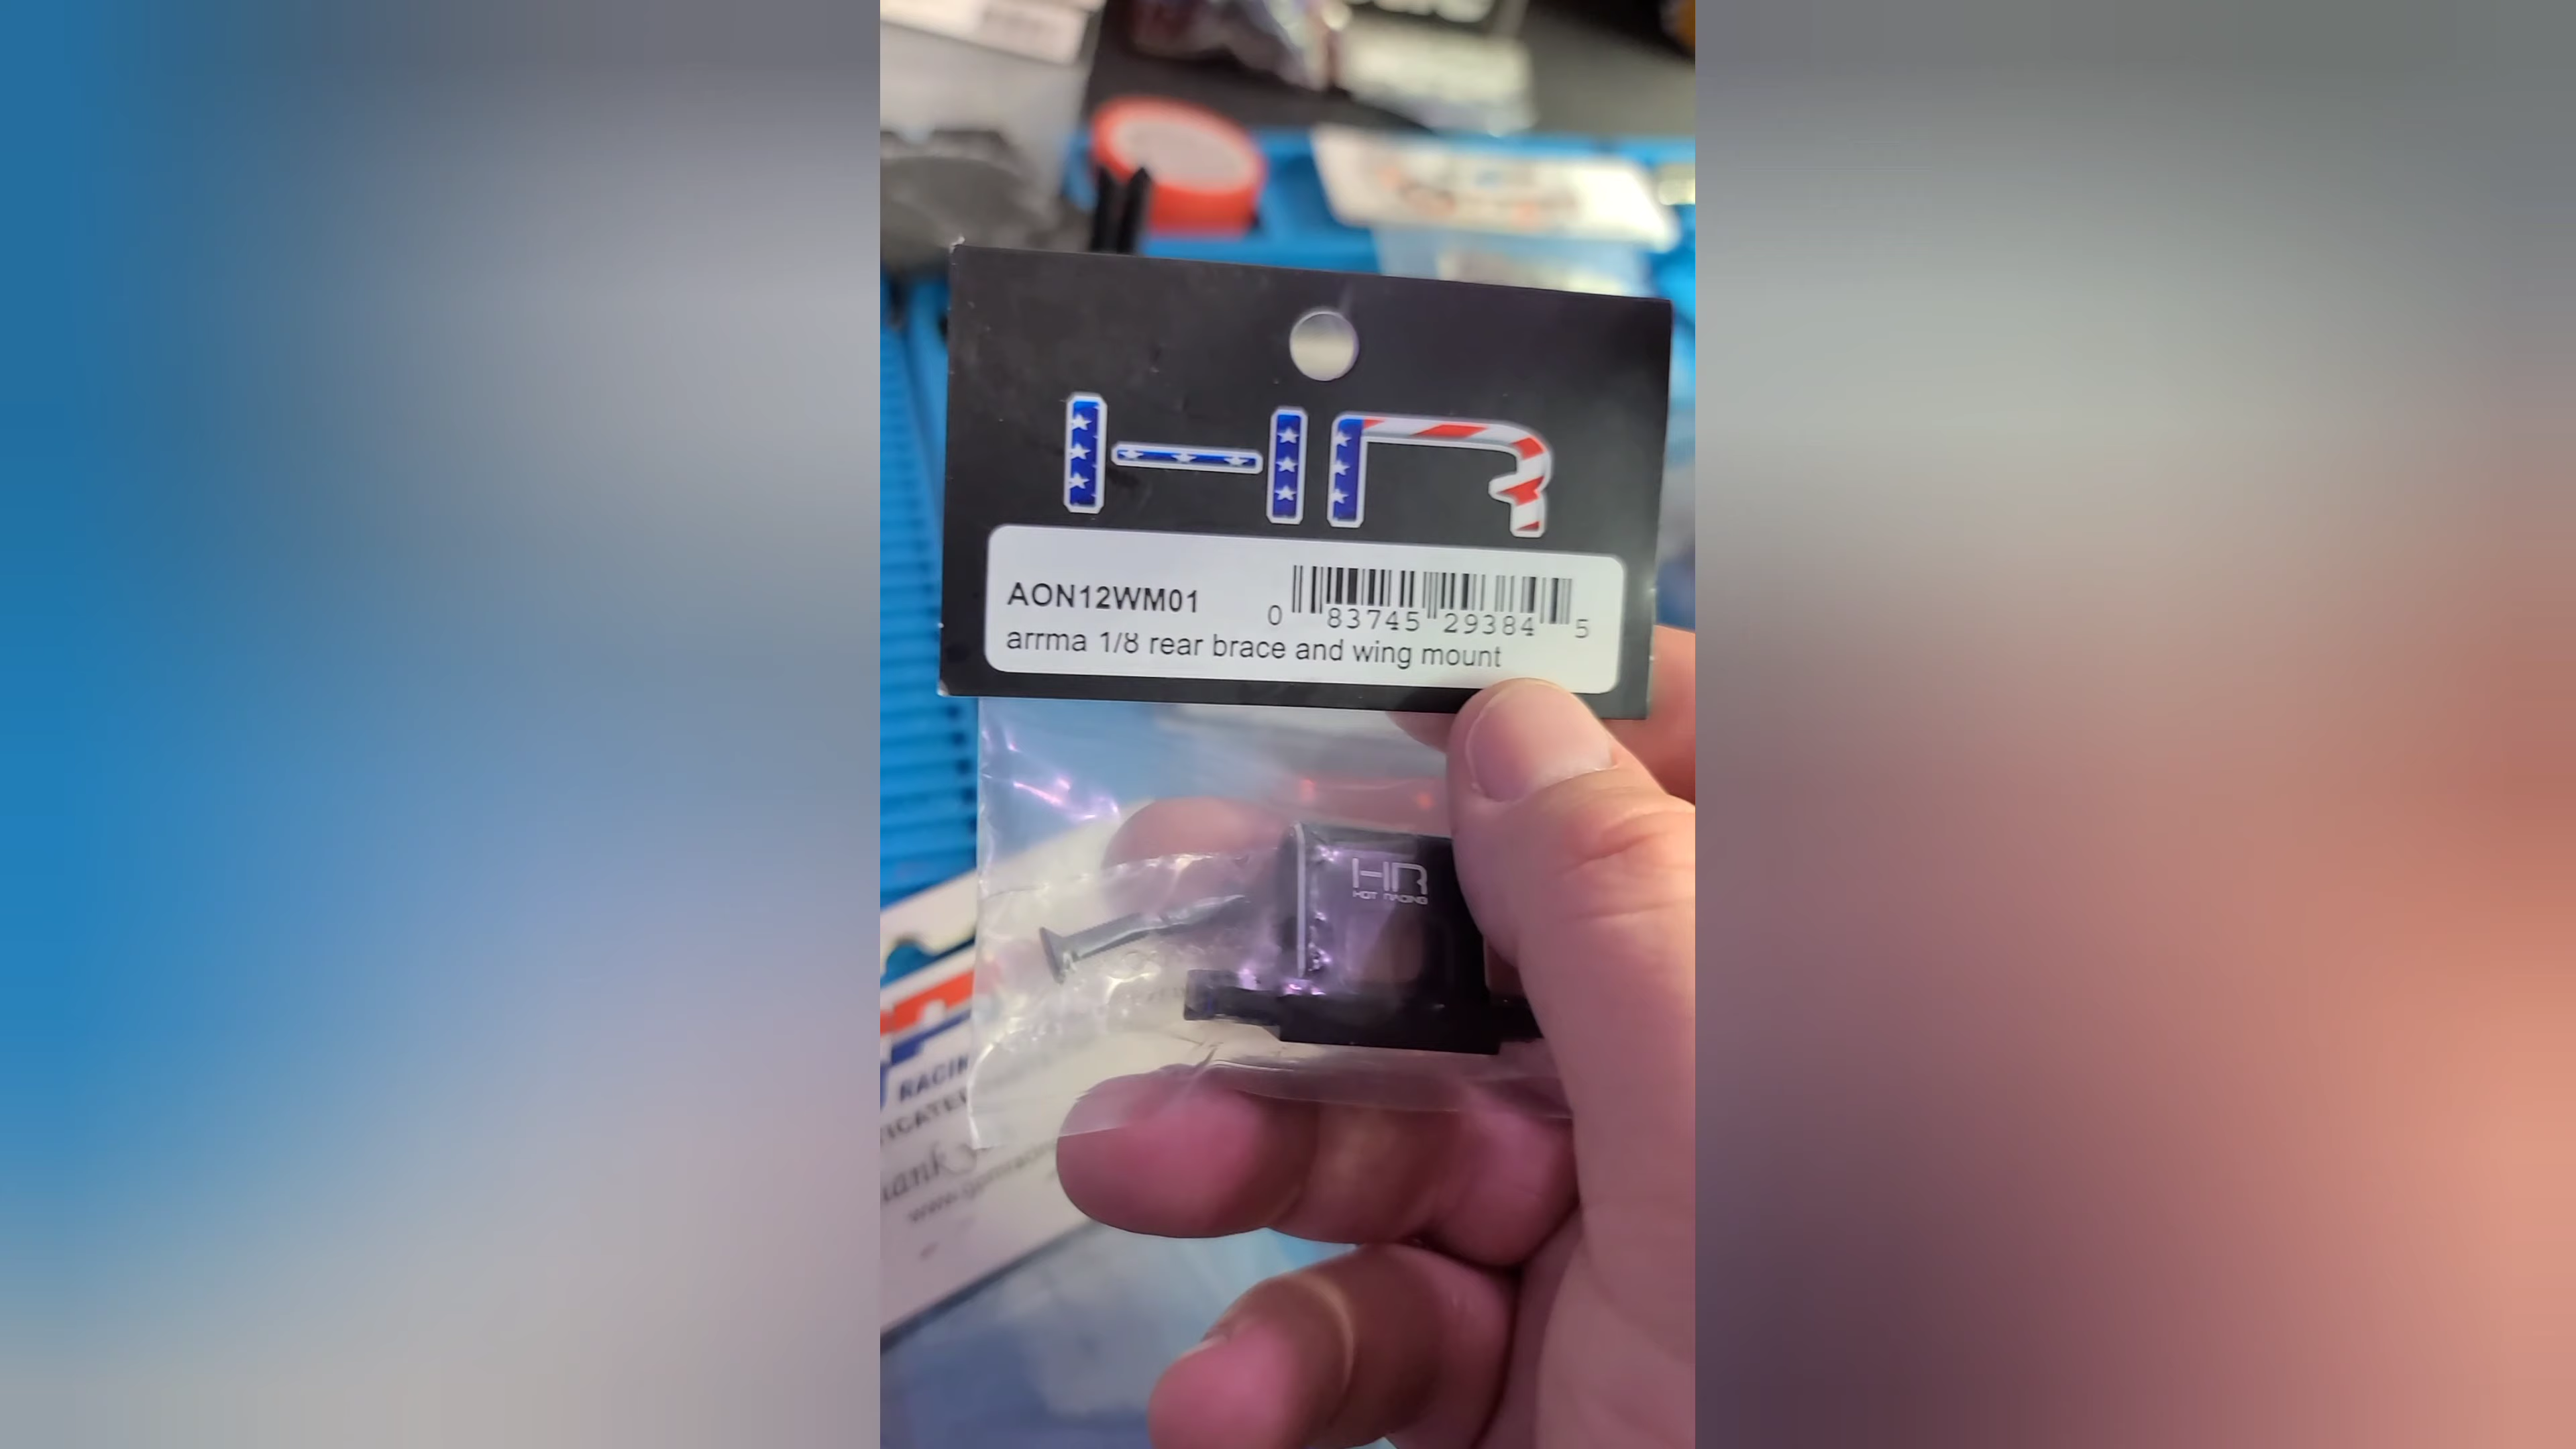 HR
AON12WM01
0 83745 29384 5
arrma 1/8 rear brace and wing mount
HR
HOT RACING